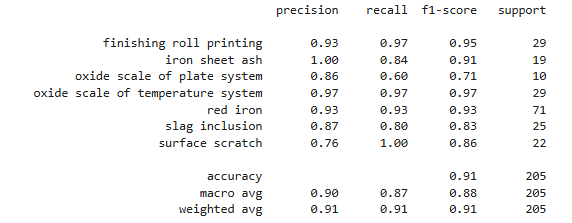 precision recall f1-score support
finishing roll printing 0.93 0.97 0.95 29
iron sheet ash 1.00 0.84 0.91 19
oxide scale of plate system 0.86 0.60 0.71 10
oxide scale of temperature system 0.97 0.97 0.97 29
red iron 0.93 0.93 0.93 71
slag inclusion 0.87 0.80 0.83 25
surface scratch 0.76 1.00 0.86 22
accuracy 0.91 205
macro avg 0.90 0.87 0.88 205
weighted avg 0.91 0.91 0.91 205